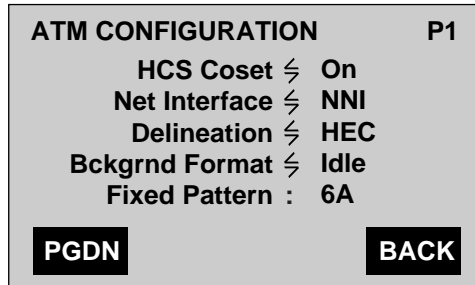 ATM CONFIGURATION P1
HCS Coset ⚡ On
Net Interface ⚡ NNI
Delineation ⚡ HEC
Bckgrnd Format ⚡ Idle
Fixed Pattern : 6A
PGDN BACK